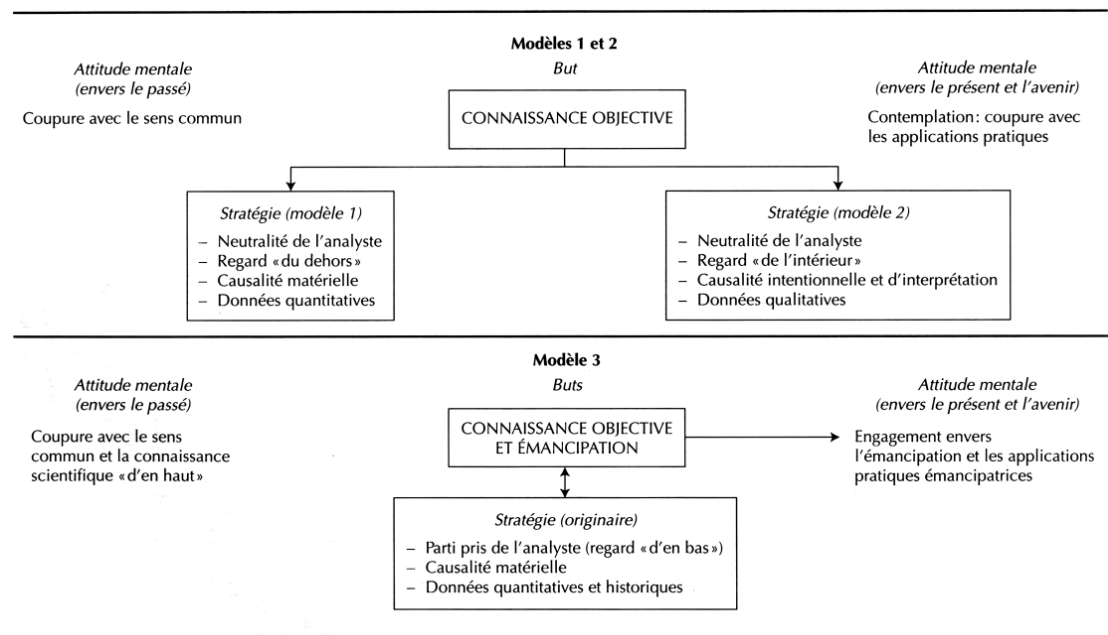 Modèles 1 et 2
Attitude mentale
(envers le passé)
Coupure avec le sens commun
But
CONNAISSANCE OBJECTIVE
Attitude mentale
(envers le présent et l’avenir)
Contemplation : coupure avec
les applications pratiques
Stratégie (modèle 1)
– Neutralité de l’analyste
– Regard « du dehors »
– Causalité matérielle
– Données quantitatives
Stratégie (modèle 2)
– Neutralité de l’analyste
– Regard « de l’intérieur »
– Causalité intentionnelle et d’interprétation
– Données qualitatives
Modèle 3
Attitude mentale
(envers le passé)
Coupure avec le sens
commun et la connaissance
scientifique « d’en haut »
Buts
CONNAISSANCE OBJECTIVE
ET ÉMANCIPATION
Attitude mentale
(envers le présent et l’avenir)
Engagement envers
l’émancipation et les applications
pratiques émancipatrices
Stratégie (originaire)
– Parti pris de l’analyste (regard « d’en bas »)
– Causalité matérielle
– Données quantitatives et historiques